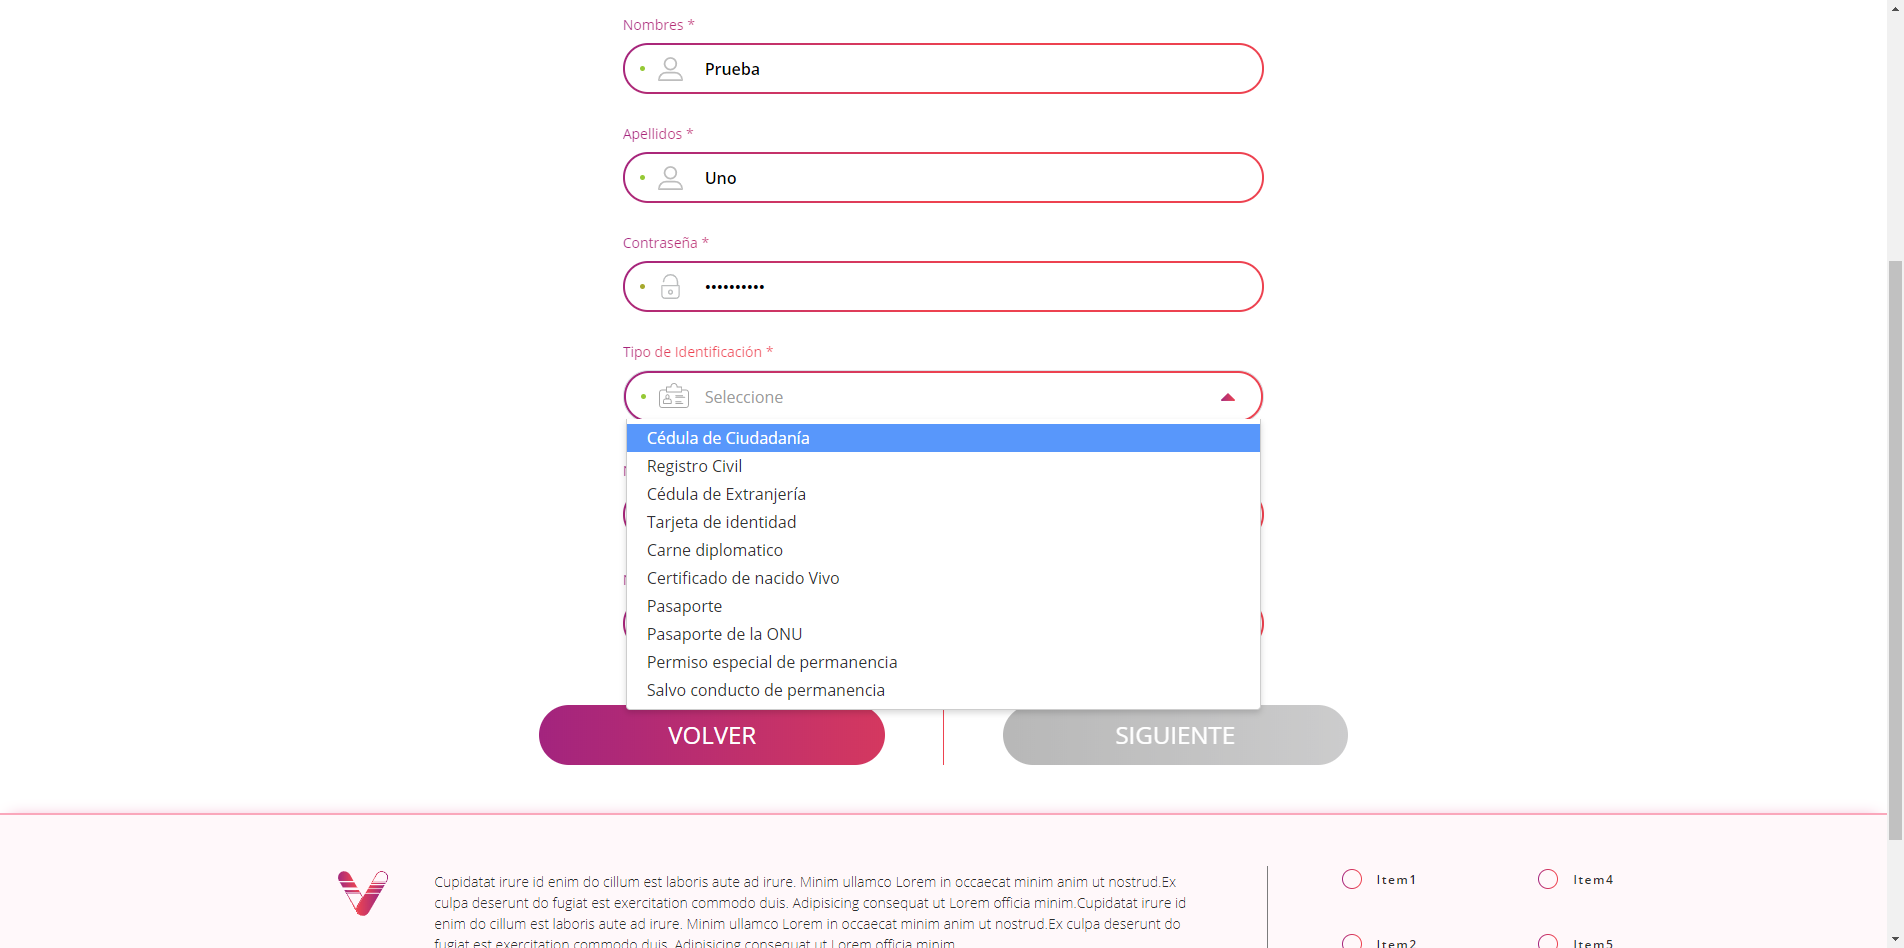 Nombres *
Prueba
Apellidos *
Uno
Contraseña *
••••••••••
Tipo de Identificación *
Seleccione
Cédula de Ciudadanía
Registro Civil
Cédula de Extranjería
Tarjeta de identidad
Carne diplomatico
Certificado de nacido Vivo
Pasaporte
Pasaporte de la ONU
Permiso especial de permanencia
Salvo conducto de permanencia
VOLVER
SIGUIENTE
Cupidatat irure id enim do cillum est laboris aute ad irure. Minim ullamco Lorem in occaecat minim anim ut nostrud.Ex
culpa deserunt do fugiat est exercitation commodo duis. Adipisicing consequat ut Lorem officia minim.Cupidatat irure id
enim do cillum est laboris aute ad irure. Minim ullamco Lorem in occaecat minim anim ut nostrud.Ex culpa deserunt do
fugiat est exercitation commodo duis. Adipisicing consequat ut Lorem officia minim.
Item1
Item4
Item2
Item5